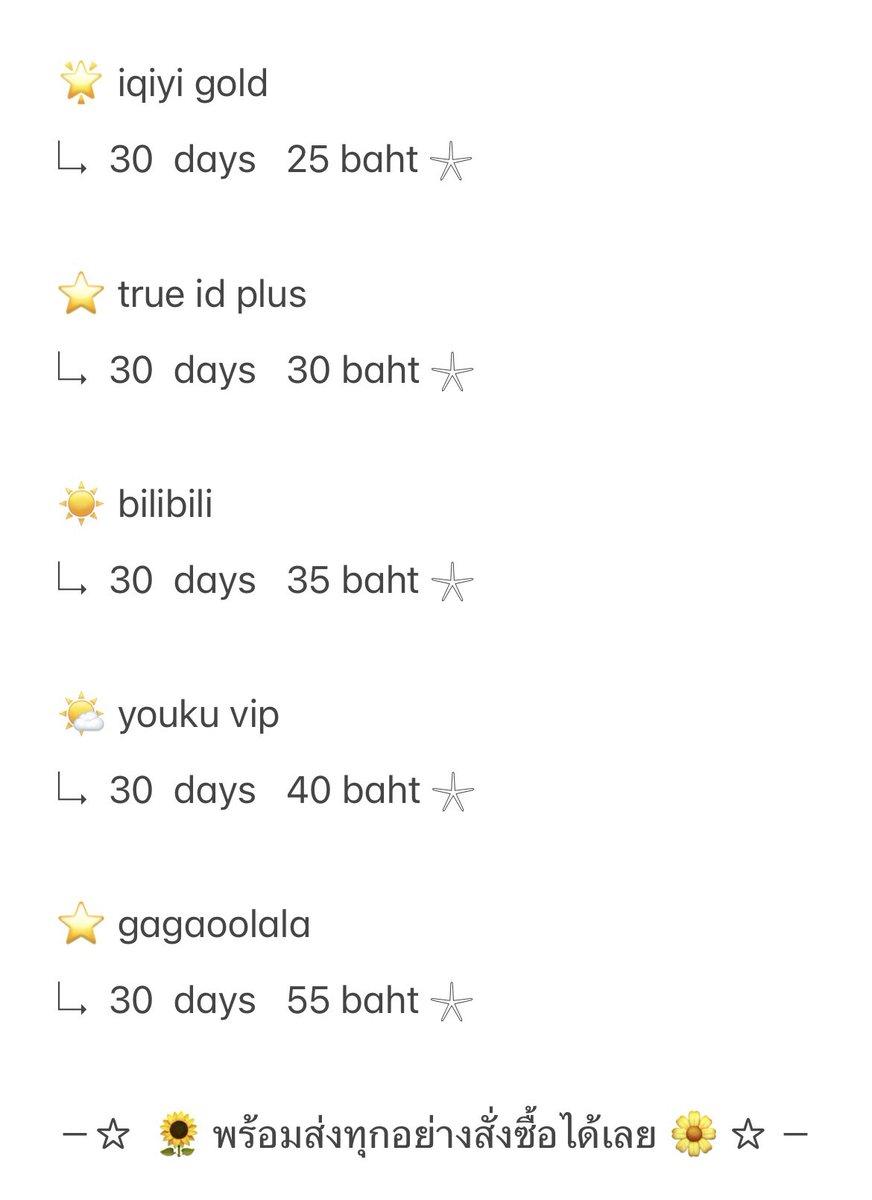 🌟 iqiyi gold
↳ 30 days 25 baht
⭐ true id plus
↳ 30 days 30 baht
☀️ bilibili
↳ 30 days 35 baht
🌤️ youku vip
↳ 30 days 40 baht
⭐ gagaoolala
↳ 30 days 55 baht
– ☆ 🌻 พร้อมส่งทุกอย่างสั่งซื้อได้เลย 🌼 ☆ –